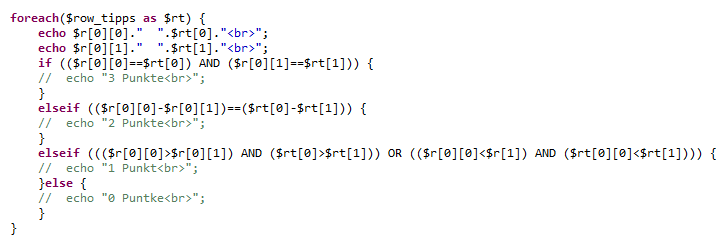 foreach($row_tipps as $rt) {
    echo $r[0][0]."  ".$rt[0]."<br>";
    echo $r[0][1]."  ".$rt[1]."<br>";
    if (($r[0][0]==$rt[0]) AND ($r[0][1]==$rt[1])) {
    //  echo "3 Punkte<br>";
    }
    elseif (($r[0][0]-$r[0][1])==($rt[0]-$rt[1])) {
    //  echo "2 Punkte<br>";
    }
    elseif ((($r[0][0]>$r[0][1]) AND ($rt[0]>$rt[1])) OR (($r[0][0]<$r[1]) AND ($rt[0][0]<$rt[1]))) {
    //  echo "1 Punkt<br>";
    }else {
    //  echo "0 Puntke<br>";
    }
}